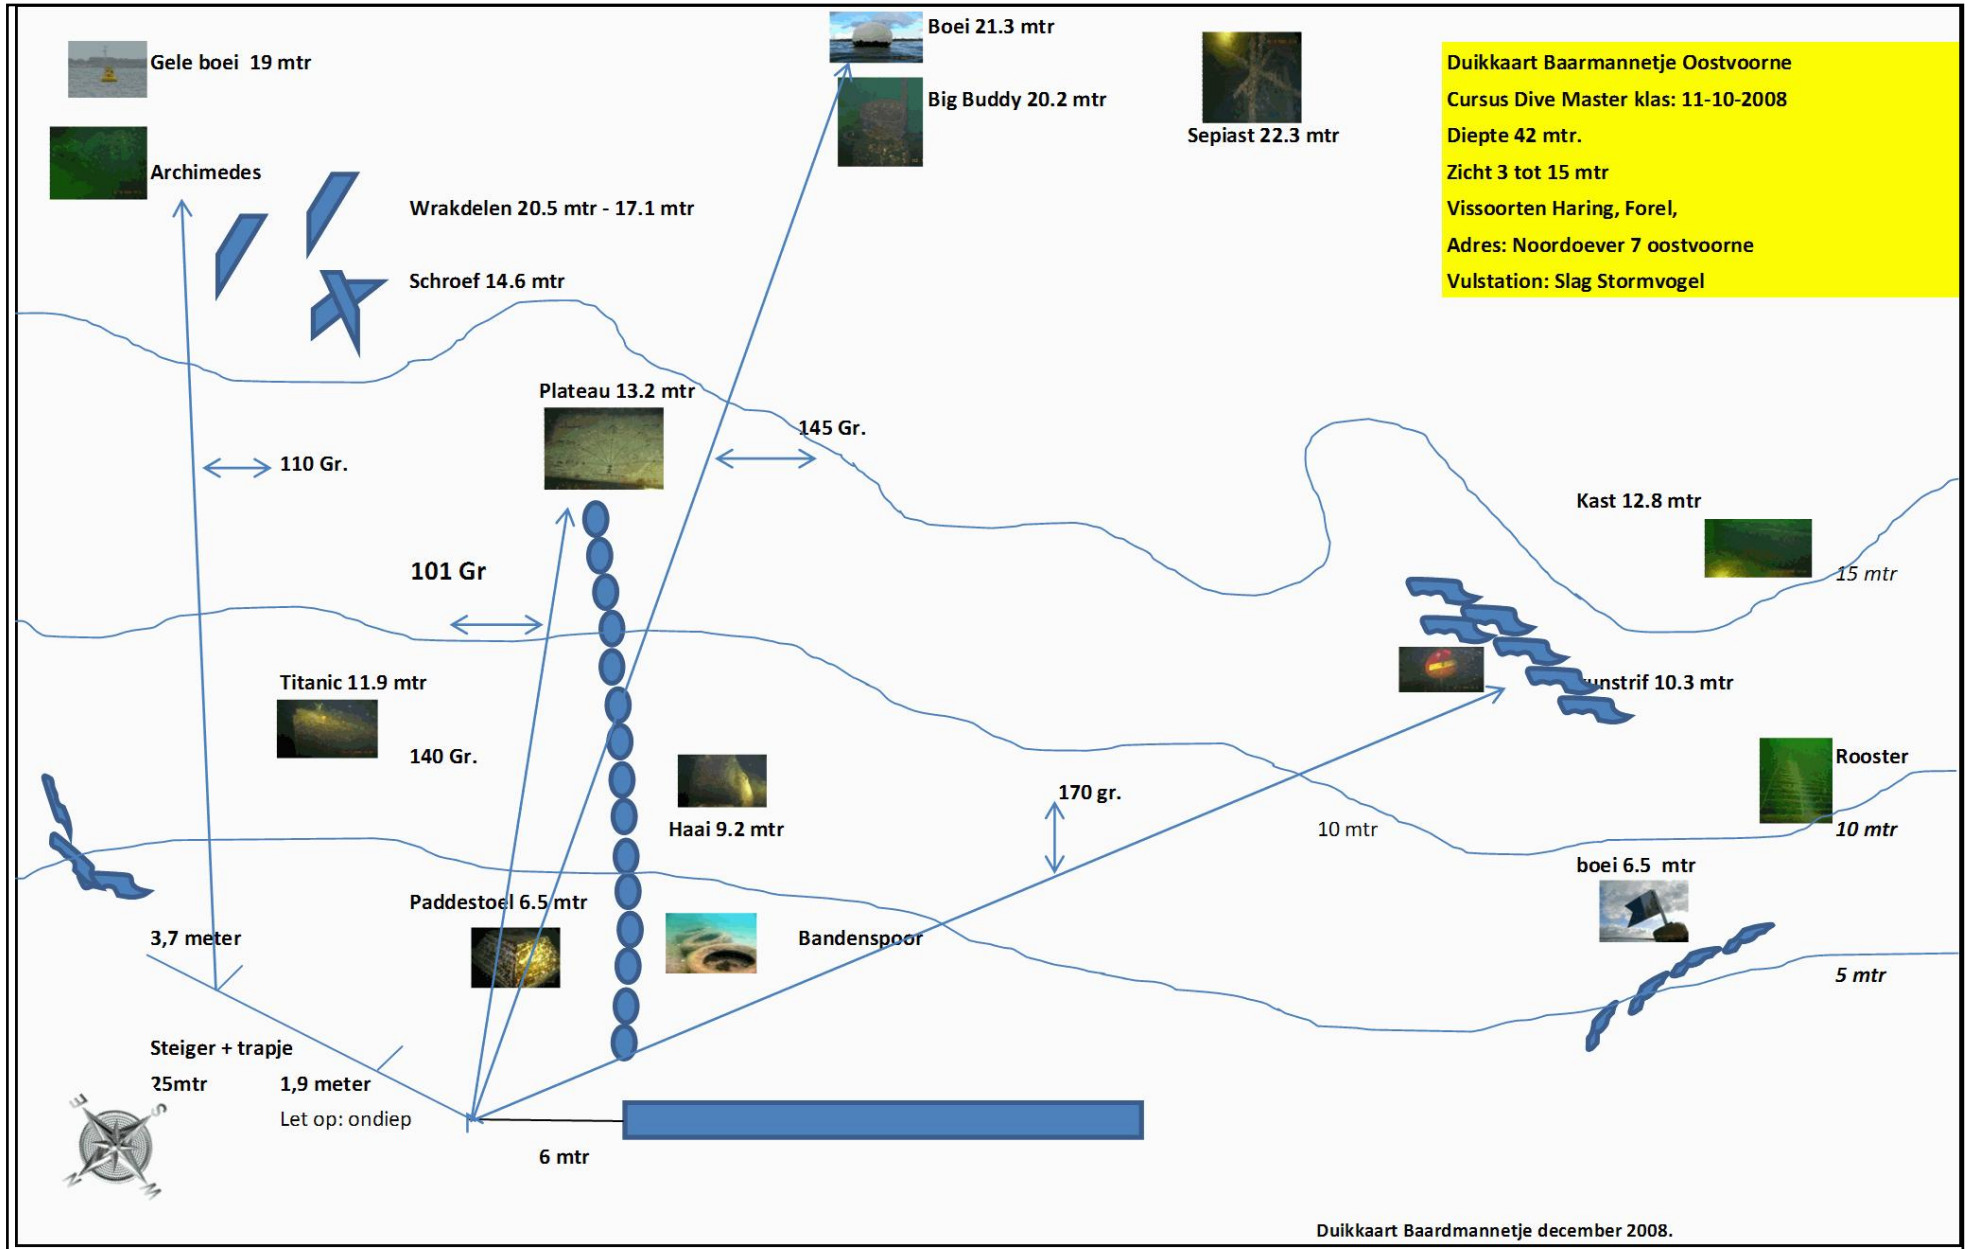 Boei 21.3 mtr
Gele boei 19 mtr
Big Buddy 20.2 mtr
Sepiast 22.3 mtr
Duikkaart Baarmannetje Oostvoorne
Cursus Dive Master klas: 11-10-2008
Diepte 42 mtr.
Zicht 3 tot 15 mtr
Vissoorten Haring, Forel,
Adres: Noordoever 7 oostvoorne
Vulstation: Slag Stormvogel
Archimedes
Wrakdelen 20.5 mtr - 17.1 mtr
Schroef 14.6 mtr
Plateau 13.2 mtr
145 Gr.
110 Gr.
Kast 12.8 mtr
15 mtr
101 Gr
Titanic 11.9 mtr
unstrif 10.3 mtr
140 Gr.
Rooster
170 gr.
Haai 9.2 mtr
10 mtr
10 mtr
boei 6.5 mtr
Paddestoel 6.5 mtr
3,7 meter
Bandenspoor
5 mtr
Steiger + trapje
25mtr
1,9 meter
Let op: ondiep
E
S
N
W
6 mtr
Duikkaart Baardmannetje december 2008.